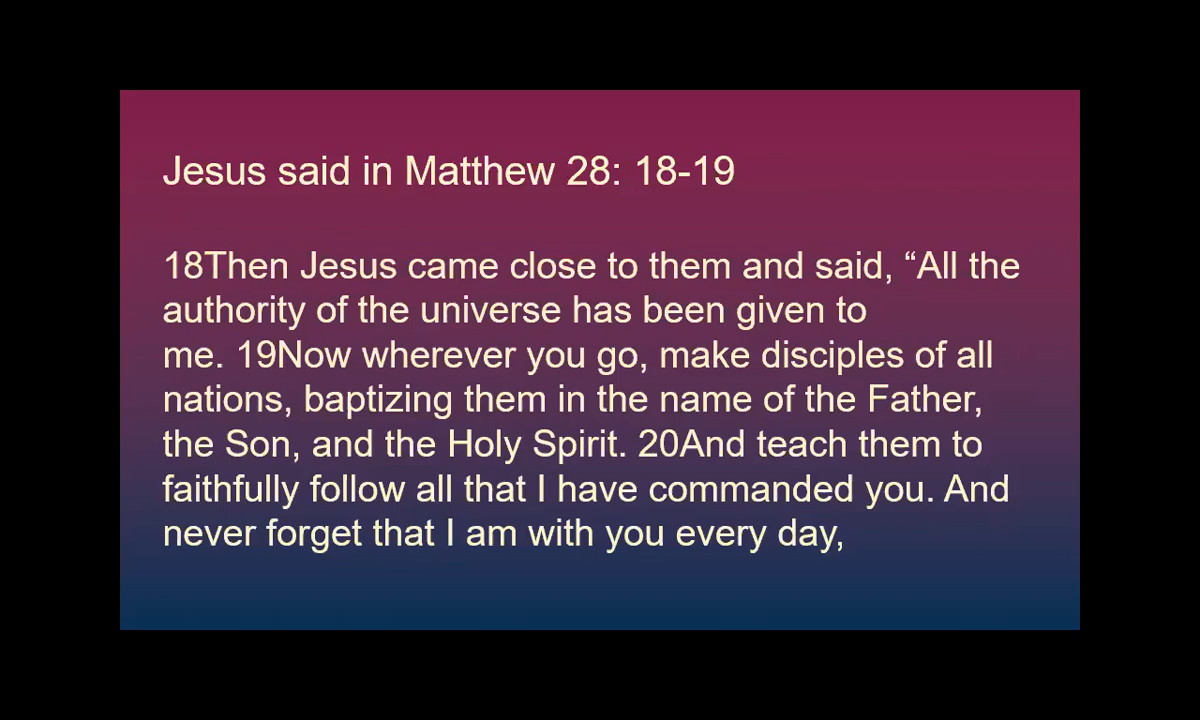 Jesus said in Matthew 28: 18-19
18Then Jesus came close to them and said, “All the
authority of the universe has been given to
me. 19Now wherever you go, make disciples of all
nations, baptizing them in the name of the Father,
the Son, and the Holy Spirit. 20And teach them to
faithfully follow all that I have commanded you. And
never forget that I am with you every day,